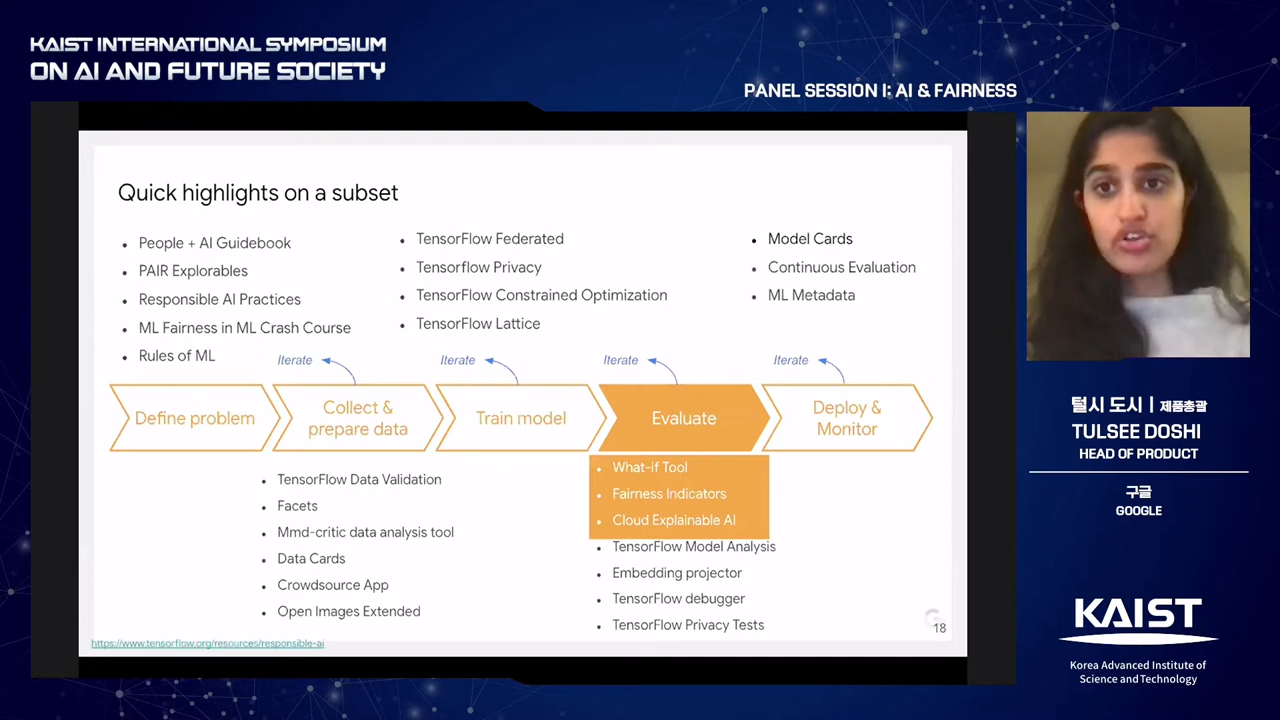 KAIST INTERNATIONAL SYMPOSIUM
ON AI AND FUTURE SOCIETY
PANEL SESSION I: AI & FAIRNESS
Quick highlights on a subset
People + AI Guidebook
PAIR Explorables
Responsible AI Practices
ML Fairness in ML Crash Course
Rules of ML
TensorFlow Federated
Tensorflow Privacy
TensorFlow Constrained Optimization
TensorFlow Lattice
Model Cards
Continuous Evaluation
ML Metadata
Iterate
Iterate
Iterate
Iterate
Define problem
Collect &
prepare data
Train model
Evaluate
Deploy &
Monitor
TensorFlow Data Validation
Facets
Mmd-critic data analysis tool
Data Cards
Crowdsource App
Open Images Extended
What-if Tool
Fairness Indicators
Cloud Explainable AI
TensorFlow Model Analysis
Embedding projector
TensorFlow debugger
TensorFlow Privacy Tests
https://www.tensorflow.org/resources/responsible-ai
G
18
털시 도시 | 제품총괄
TULSEE DOSHI
HEAD OF PRODUCT
구글
GOOGLE
KAIST
Korea Advanced Institute of
Science and Technology